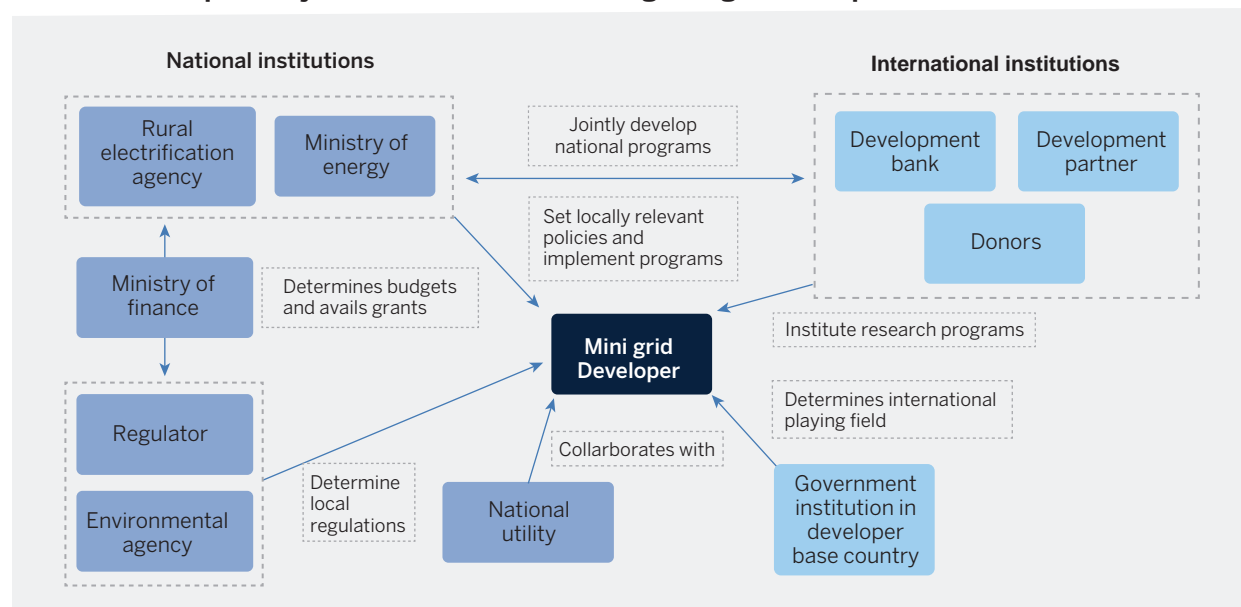 National institutions
International institutions
Rural
electrification
agency
Ministry of
energy
Jointly develop
national programs
Development
bank
Development
partner
Donors
Set locally relevant
policies and
implement programs
Ministry of
finance
Determines budgets
and avails grants
Mini grid
Developer
Institute research programs
Regulator
Environmental
agency
Determine
local
regulations
Collarborates with
National
utility
Determines international
playing field
Government
institution in
developer
base country